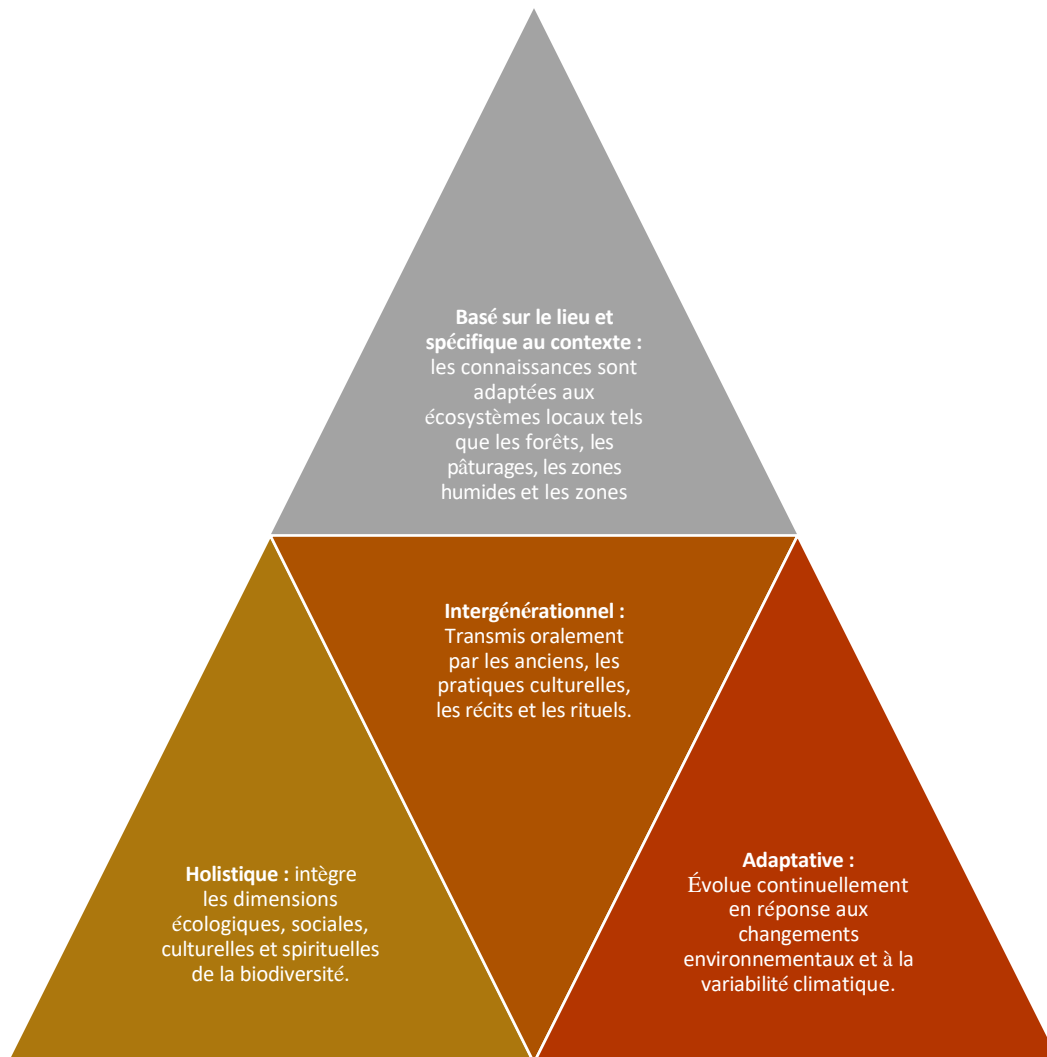 Basé sur le lieu et
spécifique au contexte :
les connaissances sont
adaptées aux
écosystèmes locaux tels
que les forêts, les
pâturages, les zones
humides et les zones
Intergénérationnel :
Transmis oralement
par les anciens, les
pratiques culturelles,
les récits et les rituels.
Holistique : intègre
les dimensions
écologiques, sociales,
culturelles et spirituelles
de la biodiversité.
Adaptative :
Évolue continuellement
en réponse aux
changements
environnementaux et à la
variabilité climatique.